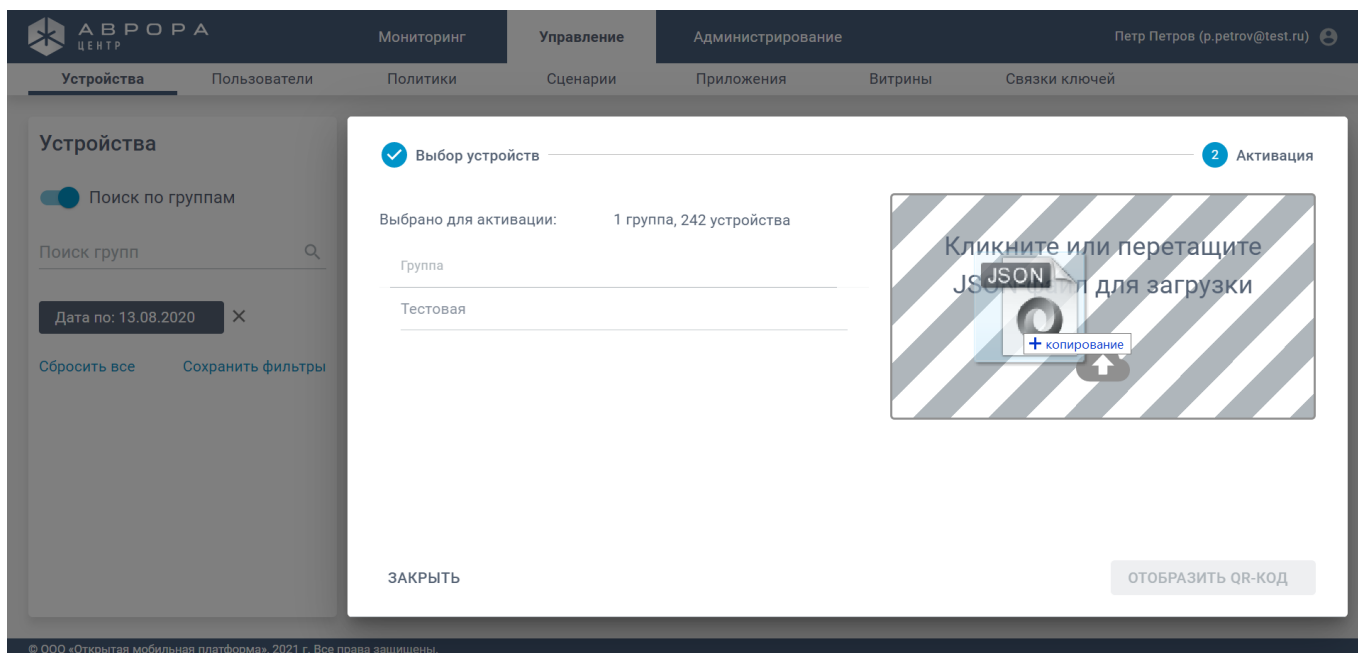 АВРОРА
ЦЕНТР
Мониторинг
Управление
Администрирование
Петр Петров (p.petrov@test.ru)
Устройства
Пользователи
Политики
Сценарии
Приложения
Витрины
Связки ключей
Устройства
Поиск по группам
Поиск групп
Дата по: 13.08.2020
Сбросить все
Сохранить фильтры
Выбор устройств
2
Активация
Выбрано для активации:
1 группа, 242 устройства
Группа
Тестовая
Кликните или перетащите
JSON-файл для загрузки
JSON
+ копирование
ЗАКРЫТЬ
ОТОБРАЗИТЬ QR-КОД
© ООО «Открытая мобильная платформа», 2021 г. Все права защищены.